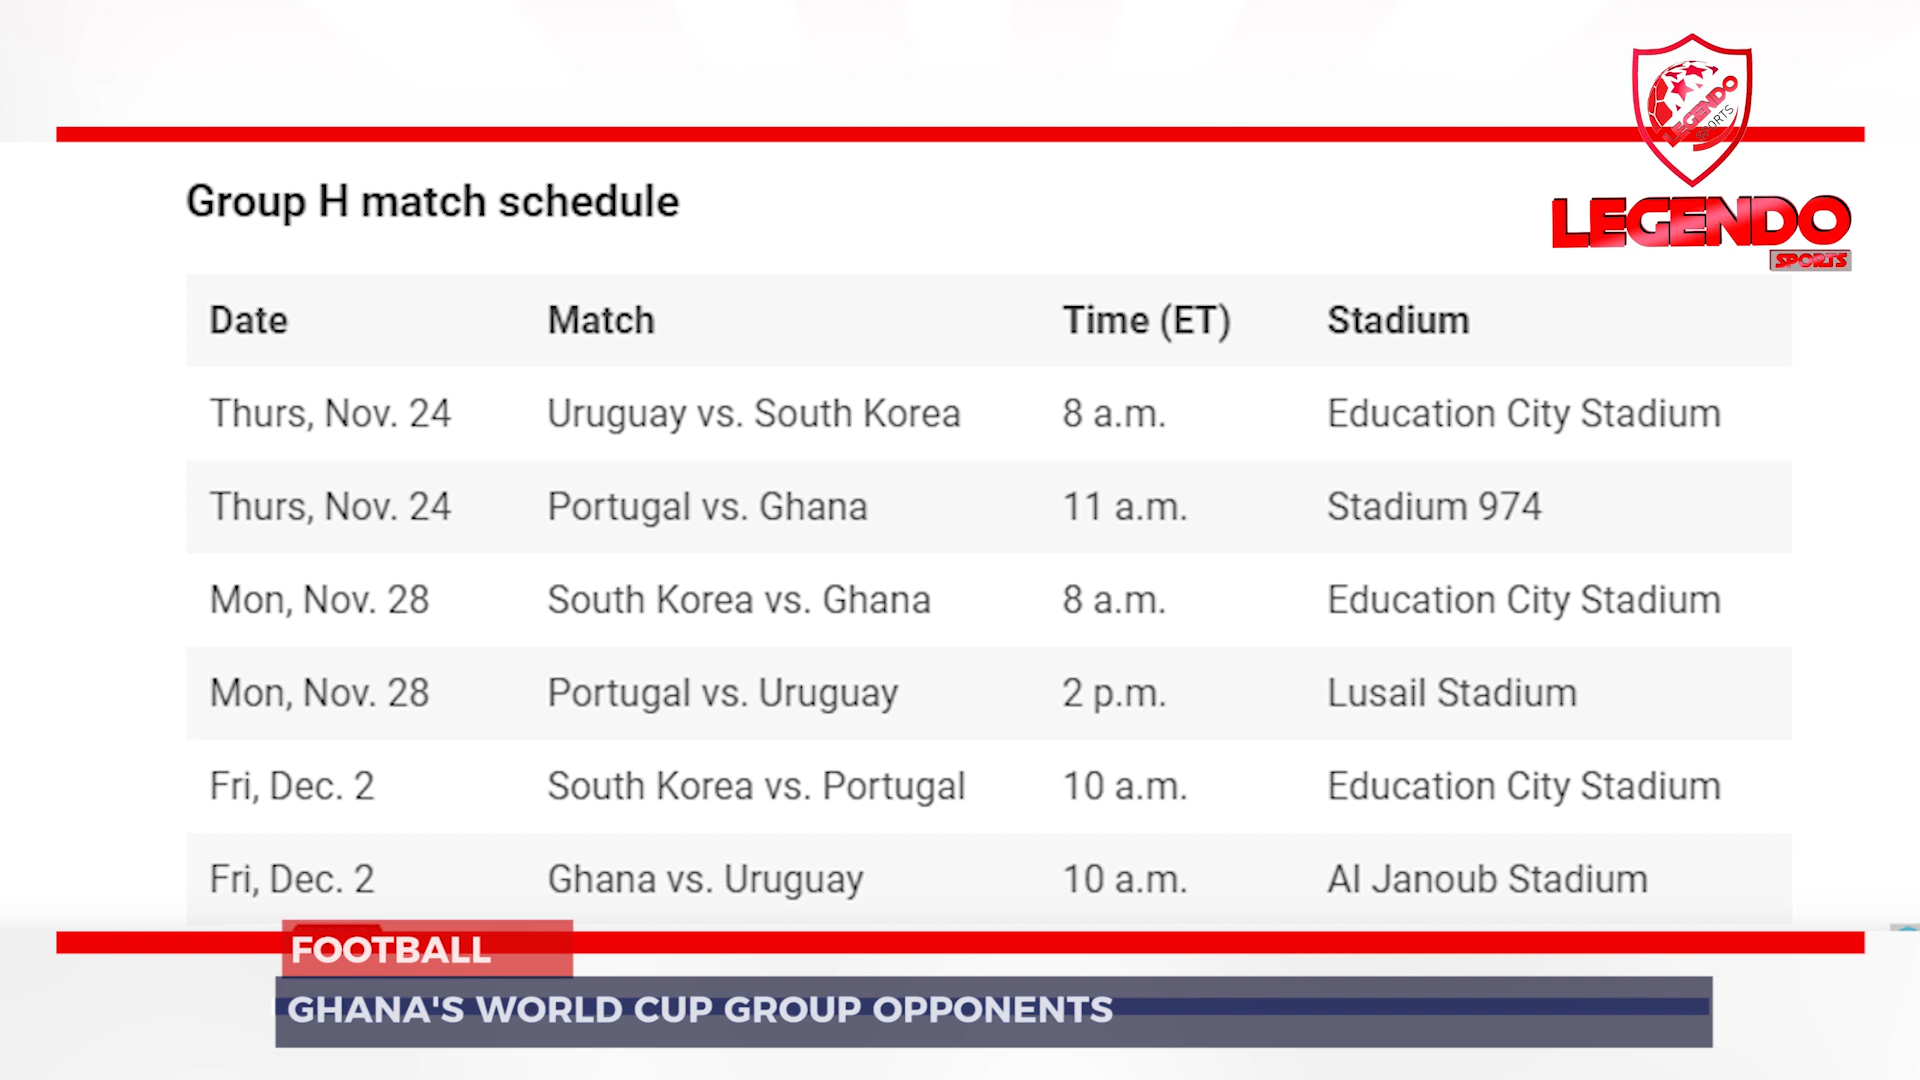 LEGENDO
SPORTS
LEGENDO
SPORTS
Group H match schedule
Date Match Time (ET) Stadium
Thurs, Nov. 24 Uruguay vs. South Korea 8 a.m. Education City Stadium
Thurs, Nov. 24 Portugal vs. Ghana 11 a.m. Stadium 974
Mon, Nov. 28 South Korea vs. Ghana 8 a.m. Education City Stadium
Mon, Nov. 28 Portugal vs. Uruguay 2 p.m. Lusail Stadium
Fri, Dec. 2 South Korea vs. Portugal 10 a.m. Education City Stadium
Fri, Dec. 2 Ghana vs. Uruguay 10 a.m. Al Janoub Stadium
FOOTBALL
GHANA'S WORLD CUP GROUP OPPONENTS